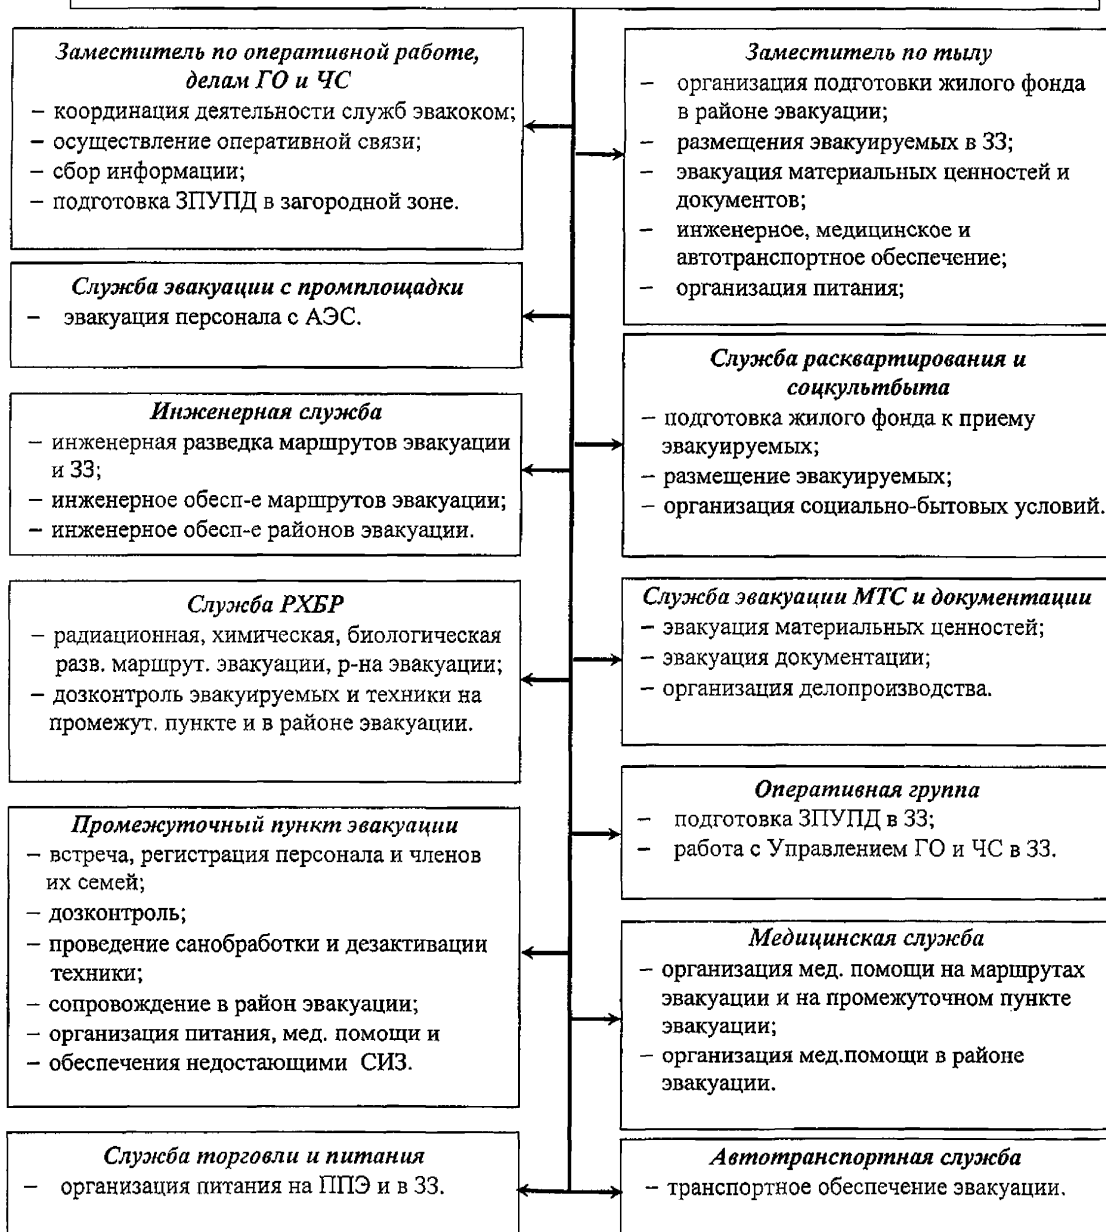 Заместитель по оперативной работе,
делам ГО и ЧС
– координация деятельности служб эвакоком;
– осуществление оперативной связи;
– сбор информации;
– подготовка ЗПУПД в загородной зоне.
Служба эвакуации с промплощадки
– эвакуация персонала с АЭС.
Инженерная служба
– инженерная разведка маршрутов эвакуации
и ЗЗ;
– инженерное обесп-е маршрутов эвакуации;
– инженерное обесп-е районов эвакуации.
Служба РХБР
– радиационная, химическая, биологическая
разв. маршрут. эвакуации, р-на эвакуации;
– дозконтроль эвакуируемых и техники на
промежут. пункте и в районе эвакуации.
Промежуточный пункт эвакуации
– встреча, регистрация персонала и членов
их семей;
– дозконтроль;
– проведение санобработки и дезактивации
техники;
– сопровождение в район эвакуации;
– организация питания, мед. помощи и
– обеспечения недостающими СИЗ.
Служба торговли и питания
– организация питания на ППЭ и в ЗЗ.
Заместитель по тылу
– организация подготовки жилого фонда
в районе эвакуации;
– размещения эвакуируемых в ЗЗ;
– эвакуация материальных ценностей и
документов;
– инженерное, медицинское и
автотранспортное обеспечение;
– организация питания;
Служба расквартирования и
соцкультбыта
– подготовка жилого фонда к приему
эвакуируемых;
– размещение эвакуируемых;
– организация социально-бытовых условий.
Служба эвакуации МТС и документации
– эвакуация материальных ценностей;
– эвакуация документации;
– организация делопроизводства.
Оперативная группа
– подготовка ЗПУПД в ЗЗ;
– работа с Управлением ГО и ЧС в ЗЗ.
Медицинская служба
– организация мед. помощи на маршрутах
эвакуации и на промежуточном пункте
эвакуации;
– организация мед.помощи в районе
эвакуации.
Автотранспортная служба
– транспортное обеспечение эвакуации.